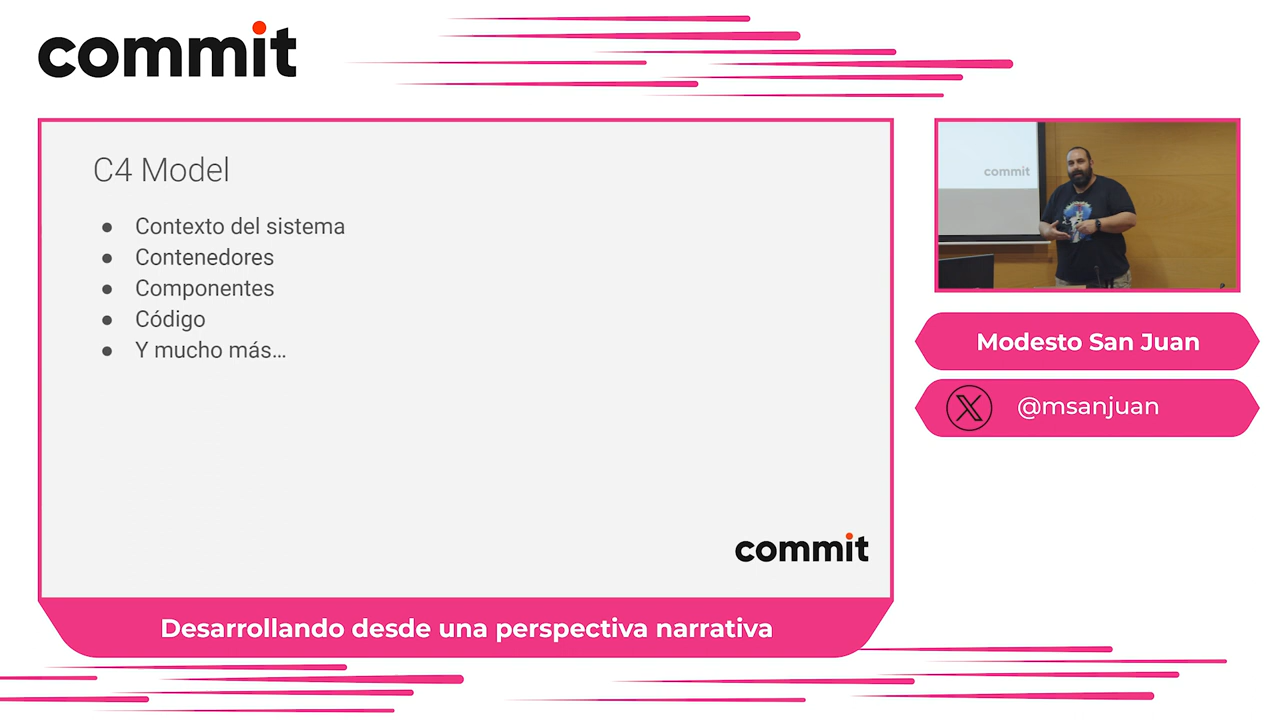 commit
C4 Model
● Contexto del sistema
● Contenedores
● Componentes
● Código
● Y mucho más...
commit
Desarrollando desde una perspectiva narrativa
commit
Modesto San Juan
X @msanjuan